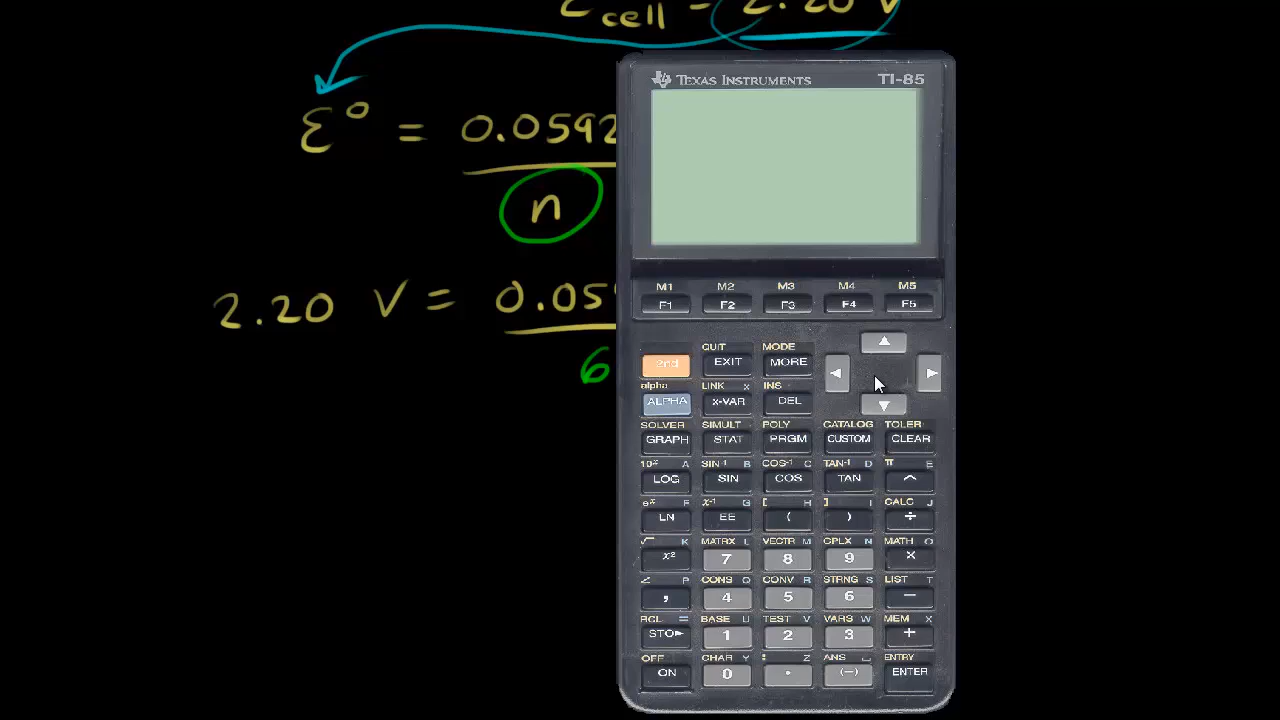 Ecell = 2.20 V
TEXAS INSTRUMENTS TI-85
ε° = 0.0592
n
2.20 V = 0.059
6
M1 M2 M3 M4 M5
F1 F2 F3 F4 F5
QUIT MODE
2nd EXIT MORE
alpha LINK x INS
ALPHA x-VAR DEL
SOLVER SIMULT POLY CATALOG TOLER
GRAPH STAT PRGM CUSTOM CLEAR
10ˣ A SIN⁻¹ B COS⁻¹ C TAN⁻¹ D π E
LOG SIN COS TAN ^
eˣ F x⁻¹ G [ H ] I CALC J
LN EE ( ) ÷
√ K MATRX L VECTR M CPLX N MATH O
x² 7 8 9 ×
∠ P CONS Q CONV R STRNG S LIST T
, 4 5 6 −
RCL = BASE U TEST V VARS W MEM X
STO► 1 2 3 +
OFF CHAR Y : Z ANS ⎵ ENTRY
ON 0 . (−) ENTER